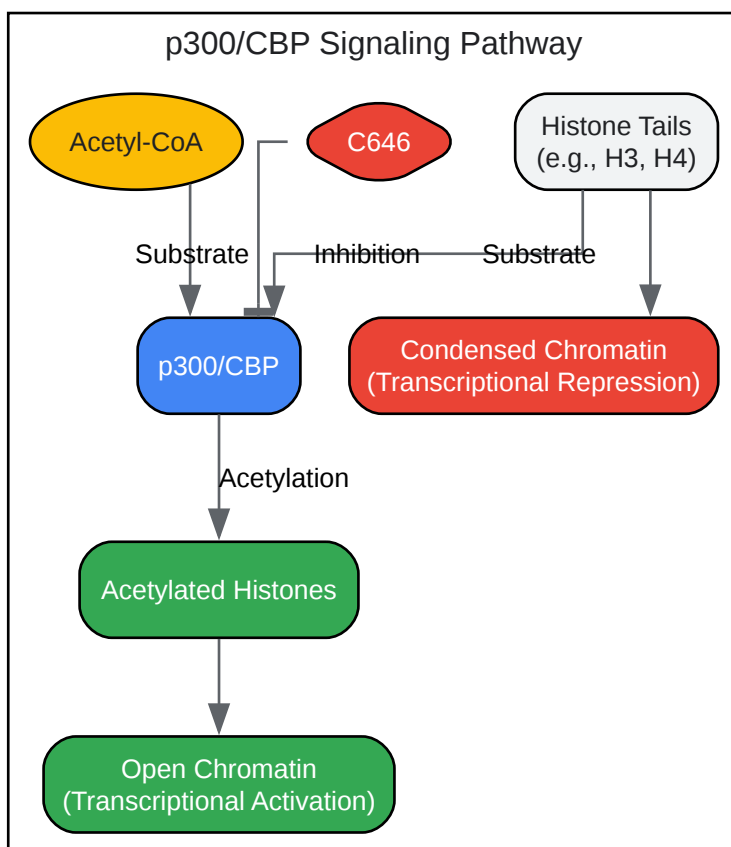 p300/CBP Signaling Pathway
Acetyl-CoA
C646
Histone Tails
(e.g., H3, H4)
Substrate
Inhibition
Substrate
p300/CBP
Condensed Chromatin
(Transcriptional Repression)
Acetylation
Acetylated Histones
Open Chromatin
(Transcriptional Activation)